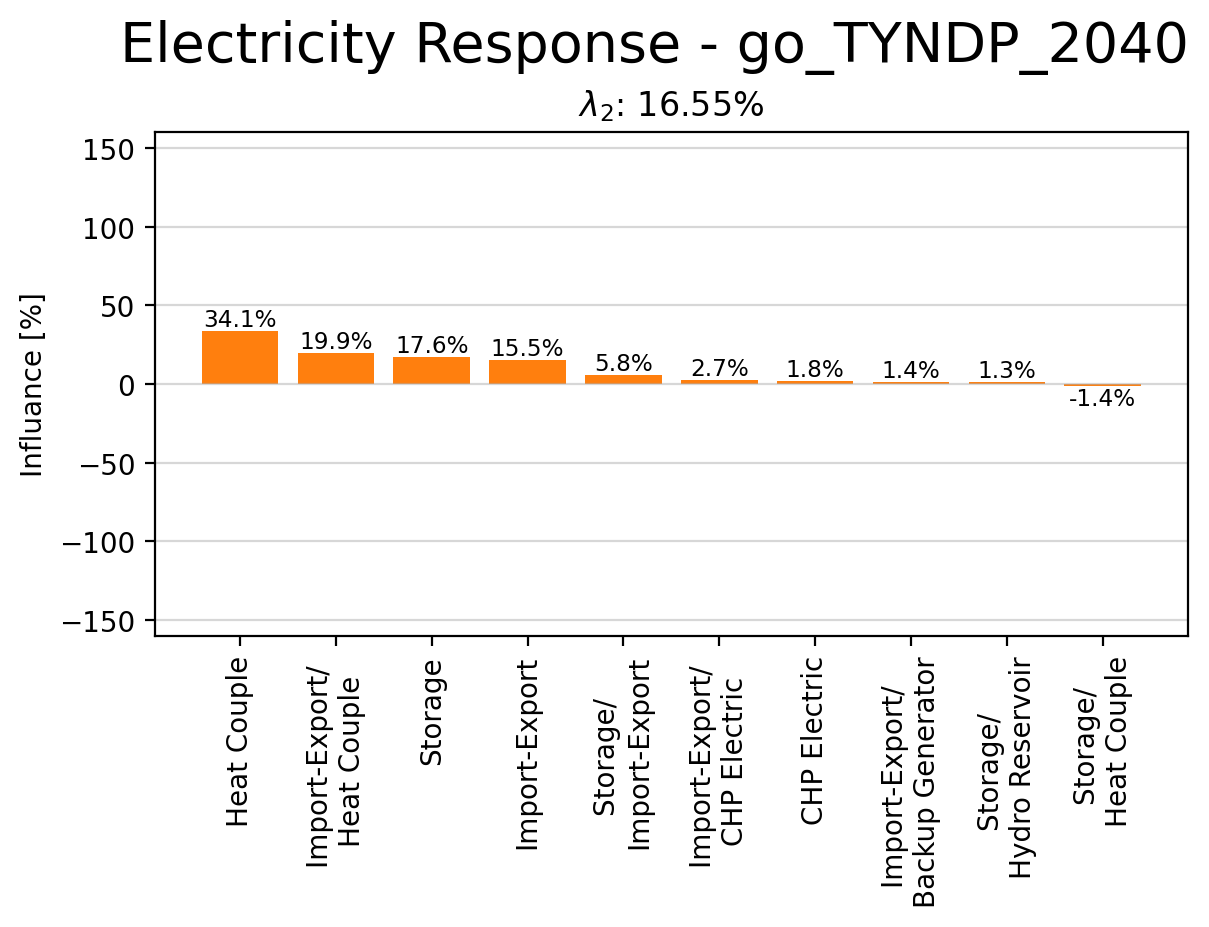 Electricity Response - go_TYNDP_2040
λ₂: 16.55%
Influance [%]
150
100
50
0
−50
−100
−150
34.1%
19.9%
17.6%
15.5%
5.8%
2.7%
1.8%
1.4%
1.3%
-1.4%
Heat Couple
Import-Export/
Heat Couple
Storage
Import-Export
Storage/
Import-Export
Import-Export/
CHP Electric
CHP Electric
Import-Export/
Backup Generator
Storage/
Hydro Reservoir
Storage/
Heat Couple